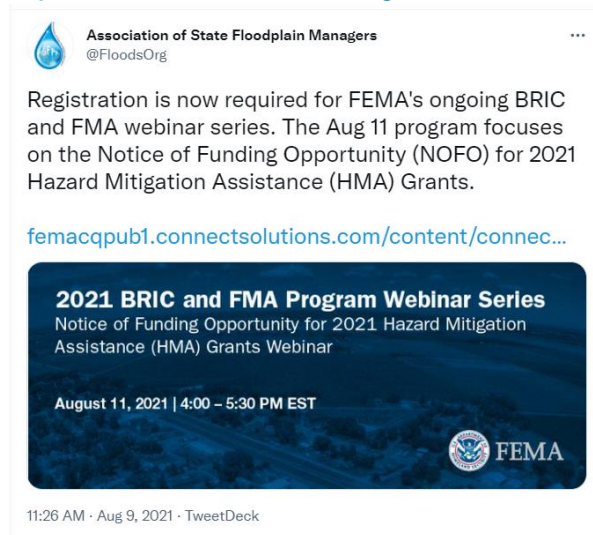 Association of State Floodplain Managers
@FloodsOrg
...
Registration is now required for FEMA's ongoing BRIC
and FMA webinar series. The Aug 11 program focuses
on the Notice of Funding Opportunity (NOFO) for 2021
Hazard Mitigation Assistance (HMA) Grants.
femacqpub1.connectsolutions.com/content/connec...
2021 BRIC and FMA Program Webinar Series
Notice of Funding Opportunity for 2021 Hazard Mitigation
Assistance (HMA) Grants Webinar
August 11, 2021 | 4:00 – 5:30 PM EST
FEMA
11:26 AM · Aug 9, 2021 · TweetDeck